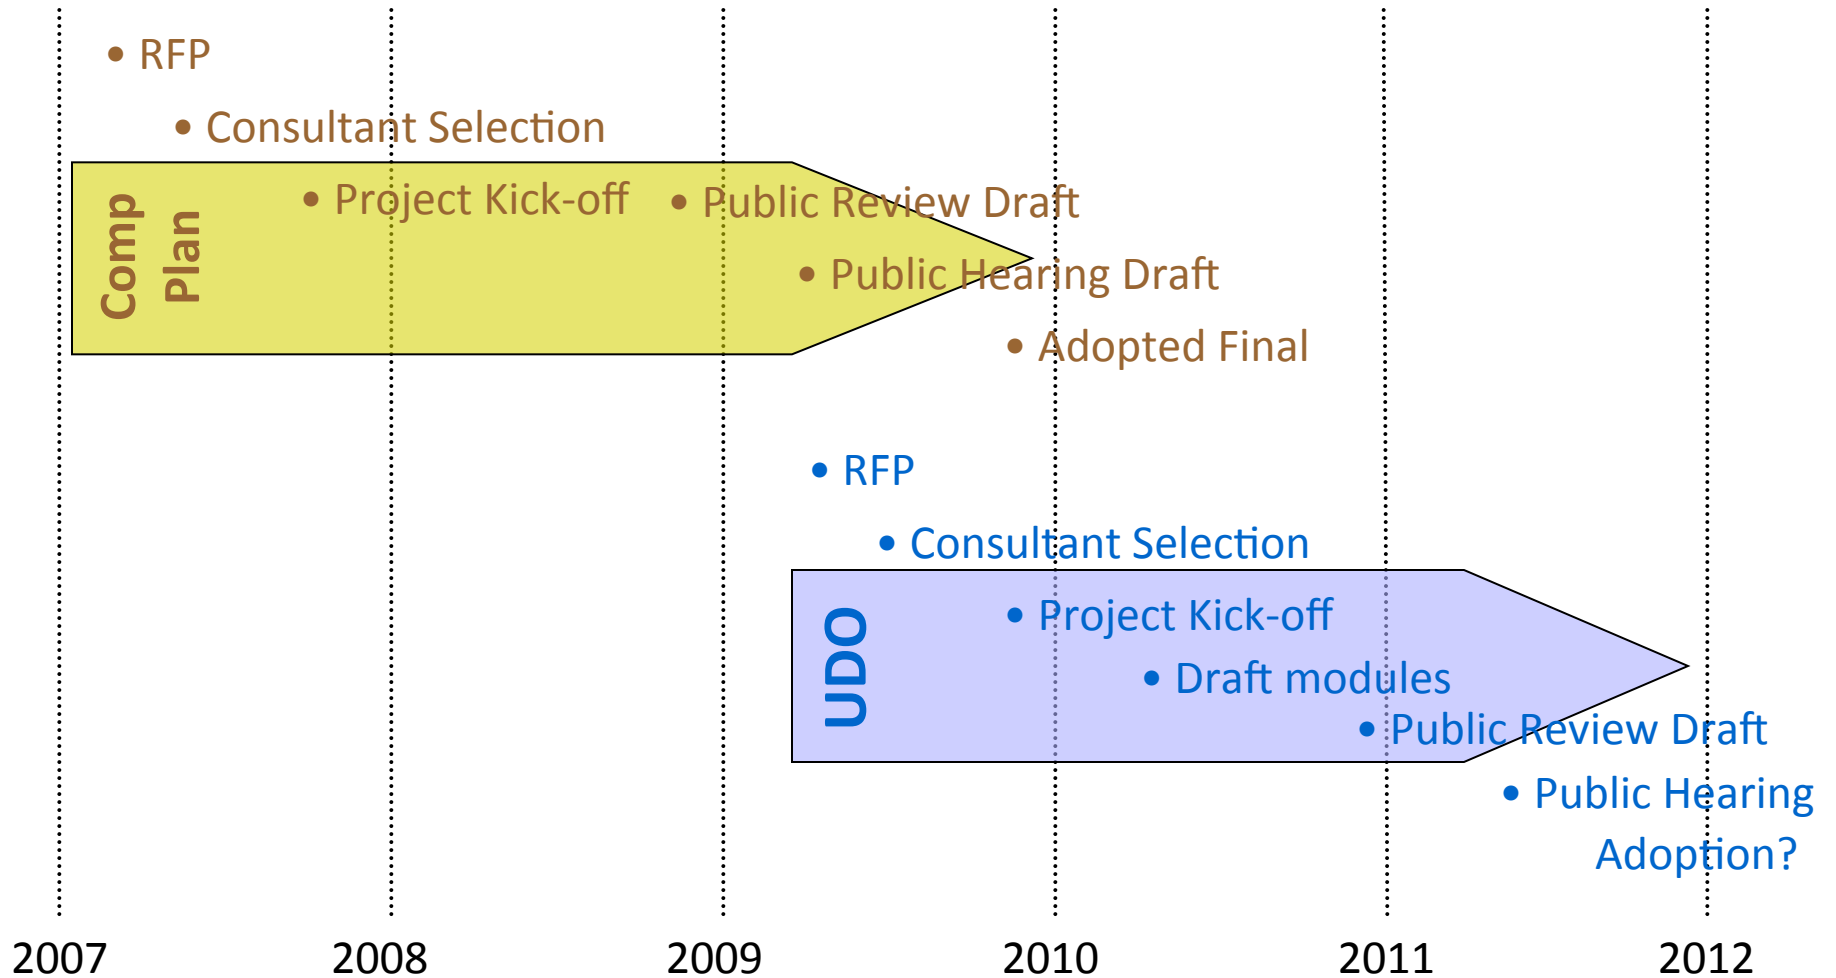 • RFP
• Consultant Selection
Comp
Plan
• Project Kick-off
• Public Review Draft
• Public Hearing Draft
• Adopted Final
• RFP
• Consultant Selection
UDO
• Project Kick-off
• Draft modules
• Public Review Draft
• Public Hearing
Adoption?
2007 2008 2009 2010 2011 2012